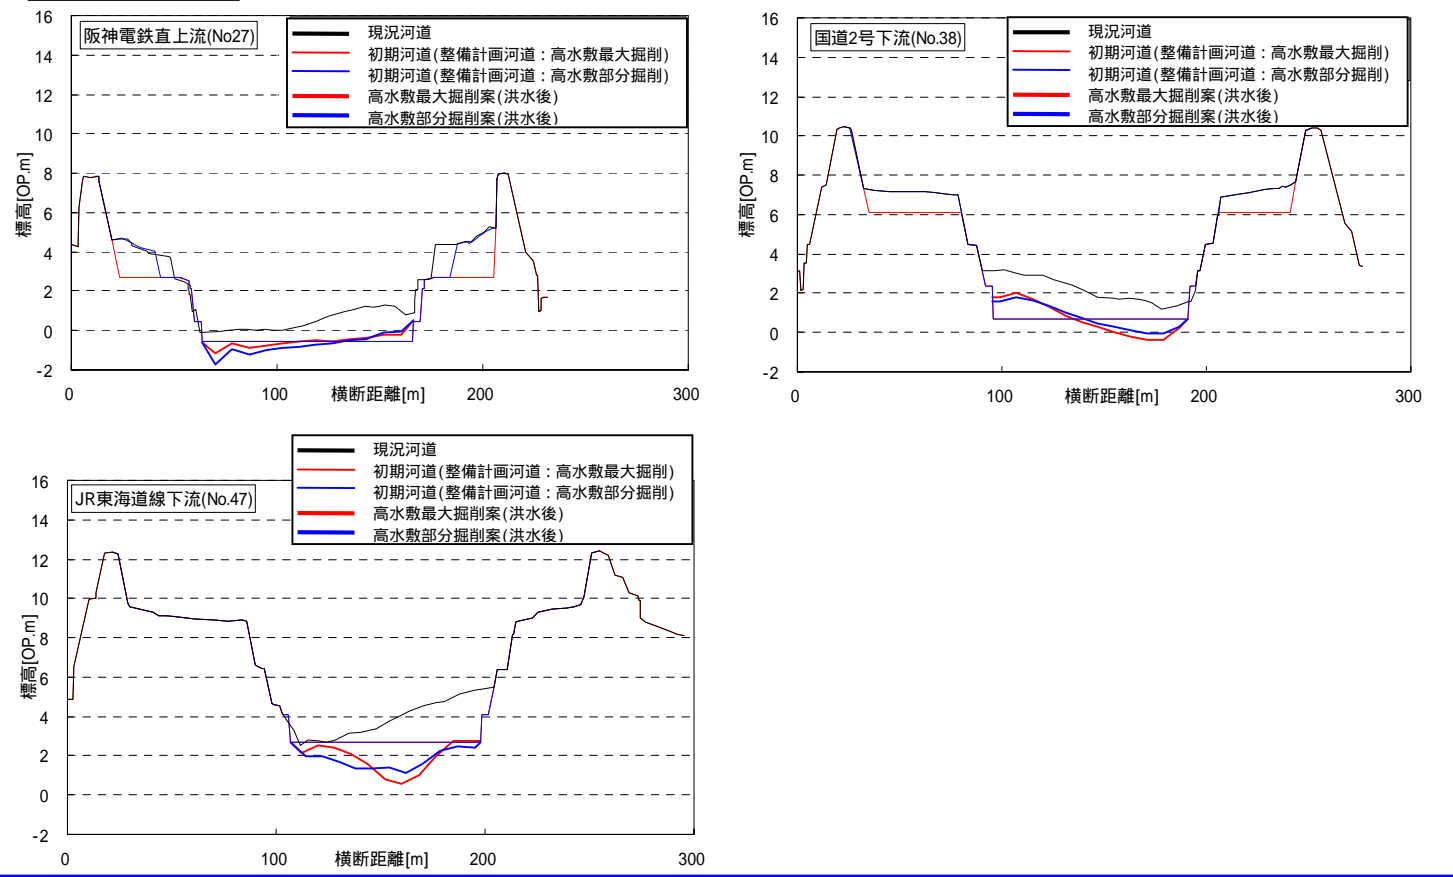 阪神電鉄直上流(No27)
現況河道
初期河道(整備計画河道：高水敷最大掘削)
初期河道(整備計画河道：高水敷部分掘削)
高水敷最大掘削案(洪水後)
高水敷部分掘削案(洪水後)
16
14
12
10
8
6
4
2
0
-2
標高[OP.m]
0
100
横断距離[m]
200
300
国道2号下流(No.38)
現況河道
初期河道(整備計画河道：高水敷最大掘削)
初期河道(整備計画河道：高水敷部分掘削)
高水敷最大掘削案(洪水後)
高水敷部分掘削案(洪水後)
16
14
12
10
8
6
4
2
0
-2
標高[OP.m]
0
100
横断距離[m]
200
300
JR東海道線下流(No.47)
現況河道
初期河道(整備計画河道：高水敷最大掘削)
初期河道(整備計画河道：高水敷部分掘削)
高水敷最大掘削案(洪水後)
高水敷部分掘削案(洪水後)
16
14
12
10
8
6
4
2
0
-2
標高[OP.m]
0
100
横断距離[m]
200
300